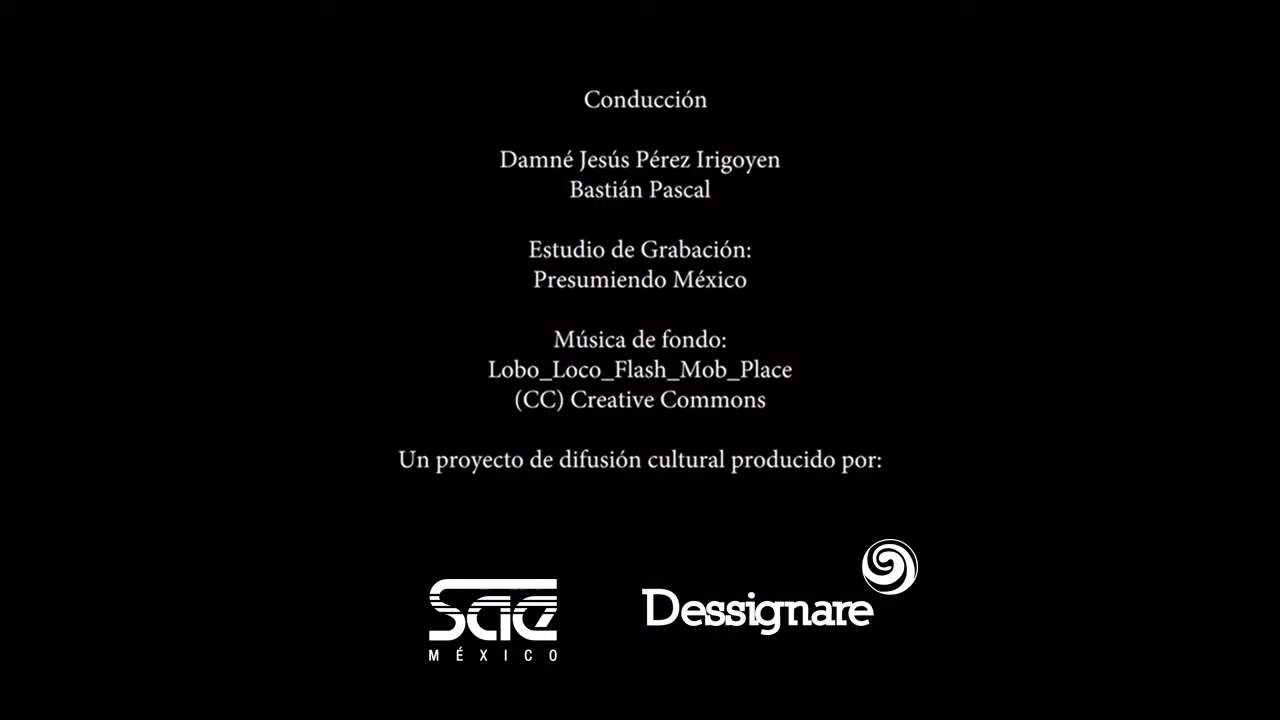 Conducción
Damné Jesús Pérez Irigoyen
Bastián Pascal
Estudio de Grabación:
Presumiendo México
Música de fondo:
Lobo_Loco_Flash_Mob_Place
(CC) Creative Commons
Un proyecto de difusión cultural producido por:
sae
MÉXICO
Dessignare